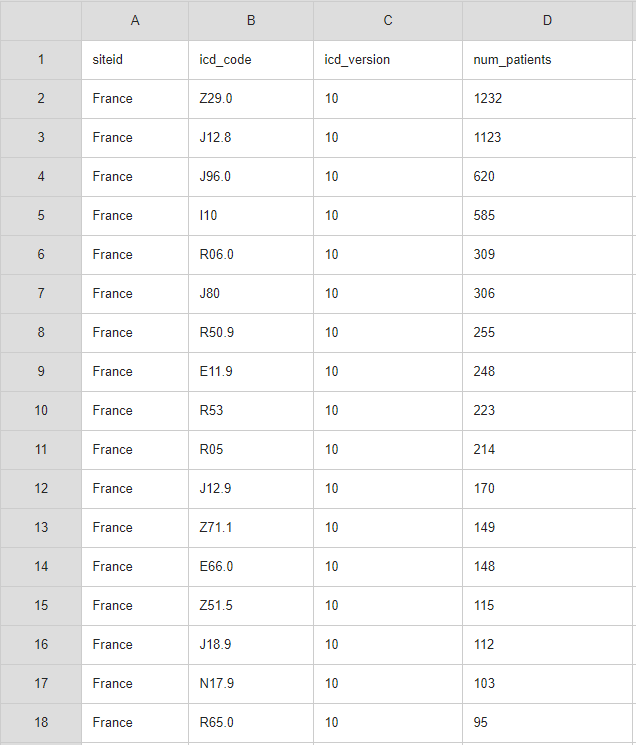 A B C D
1 siteid icd_code icd_version num_patients
2 France Z29.0 10 1232
3 France J12.8 10 1123
4 France J96.0 10 620
5 France I10 10 585
6 France R06.0 10 309
7 France J80 10 306
8 France R50.9 10 255
9 France E11.9 10 248
10 France R53 10 223
11 France R05 10 214
12 France J12.9 10 170
13 France Z71.1 10 149
14 France E66.0 10 148
15 France Z51.5 10 115
16 France J18.9 10 112
17 France N17.9 10 103
18 France R65.0 10 95